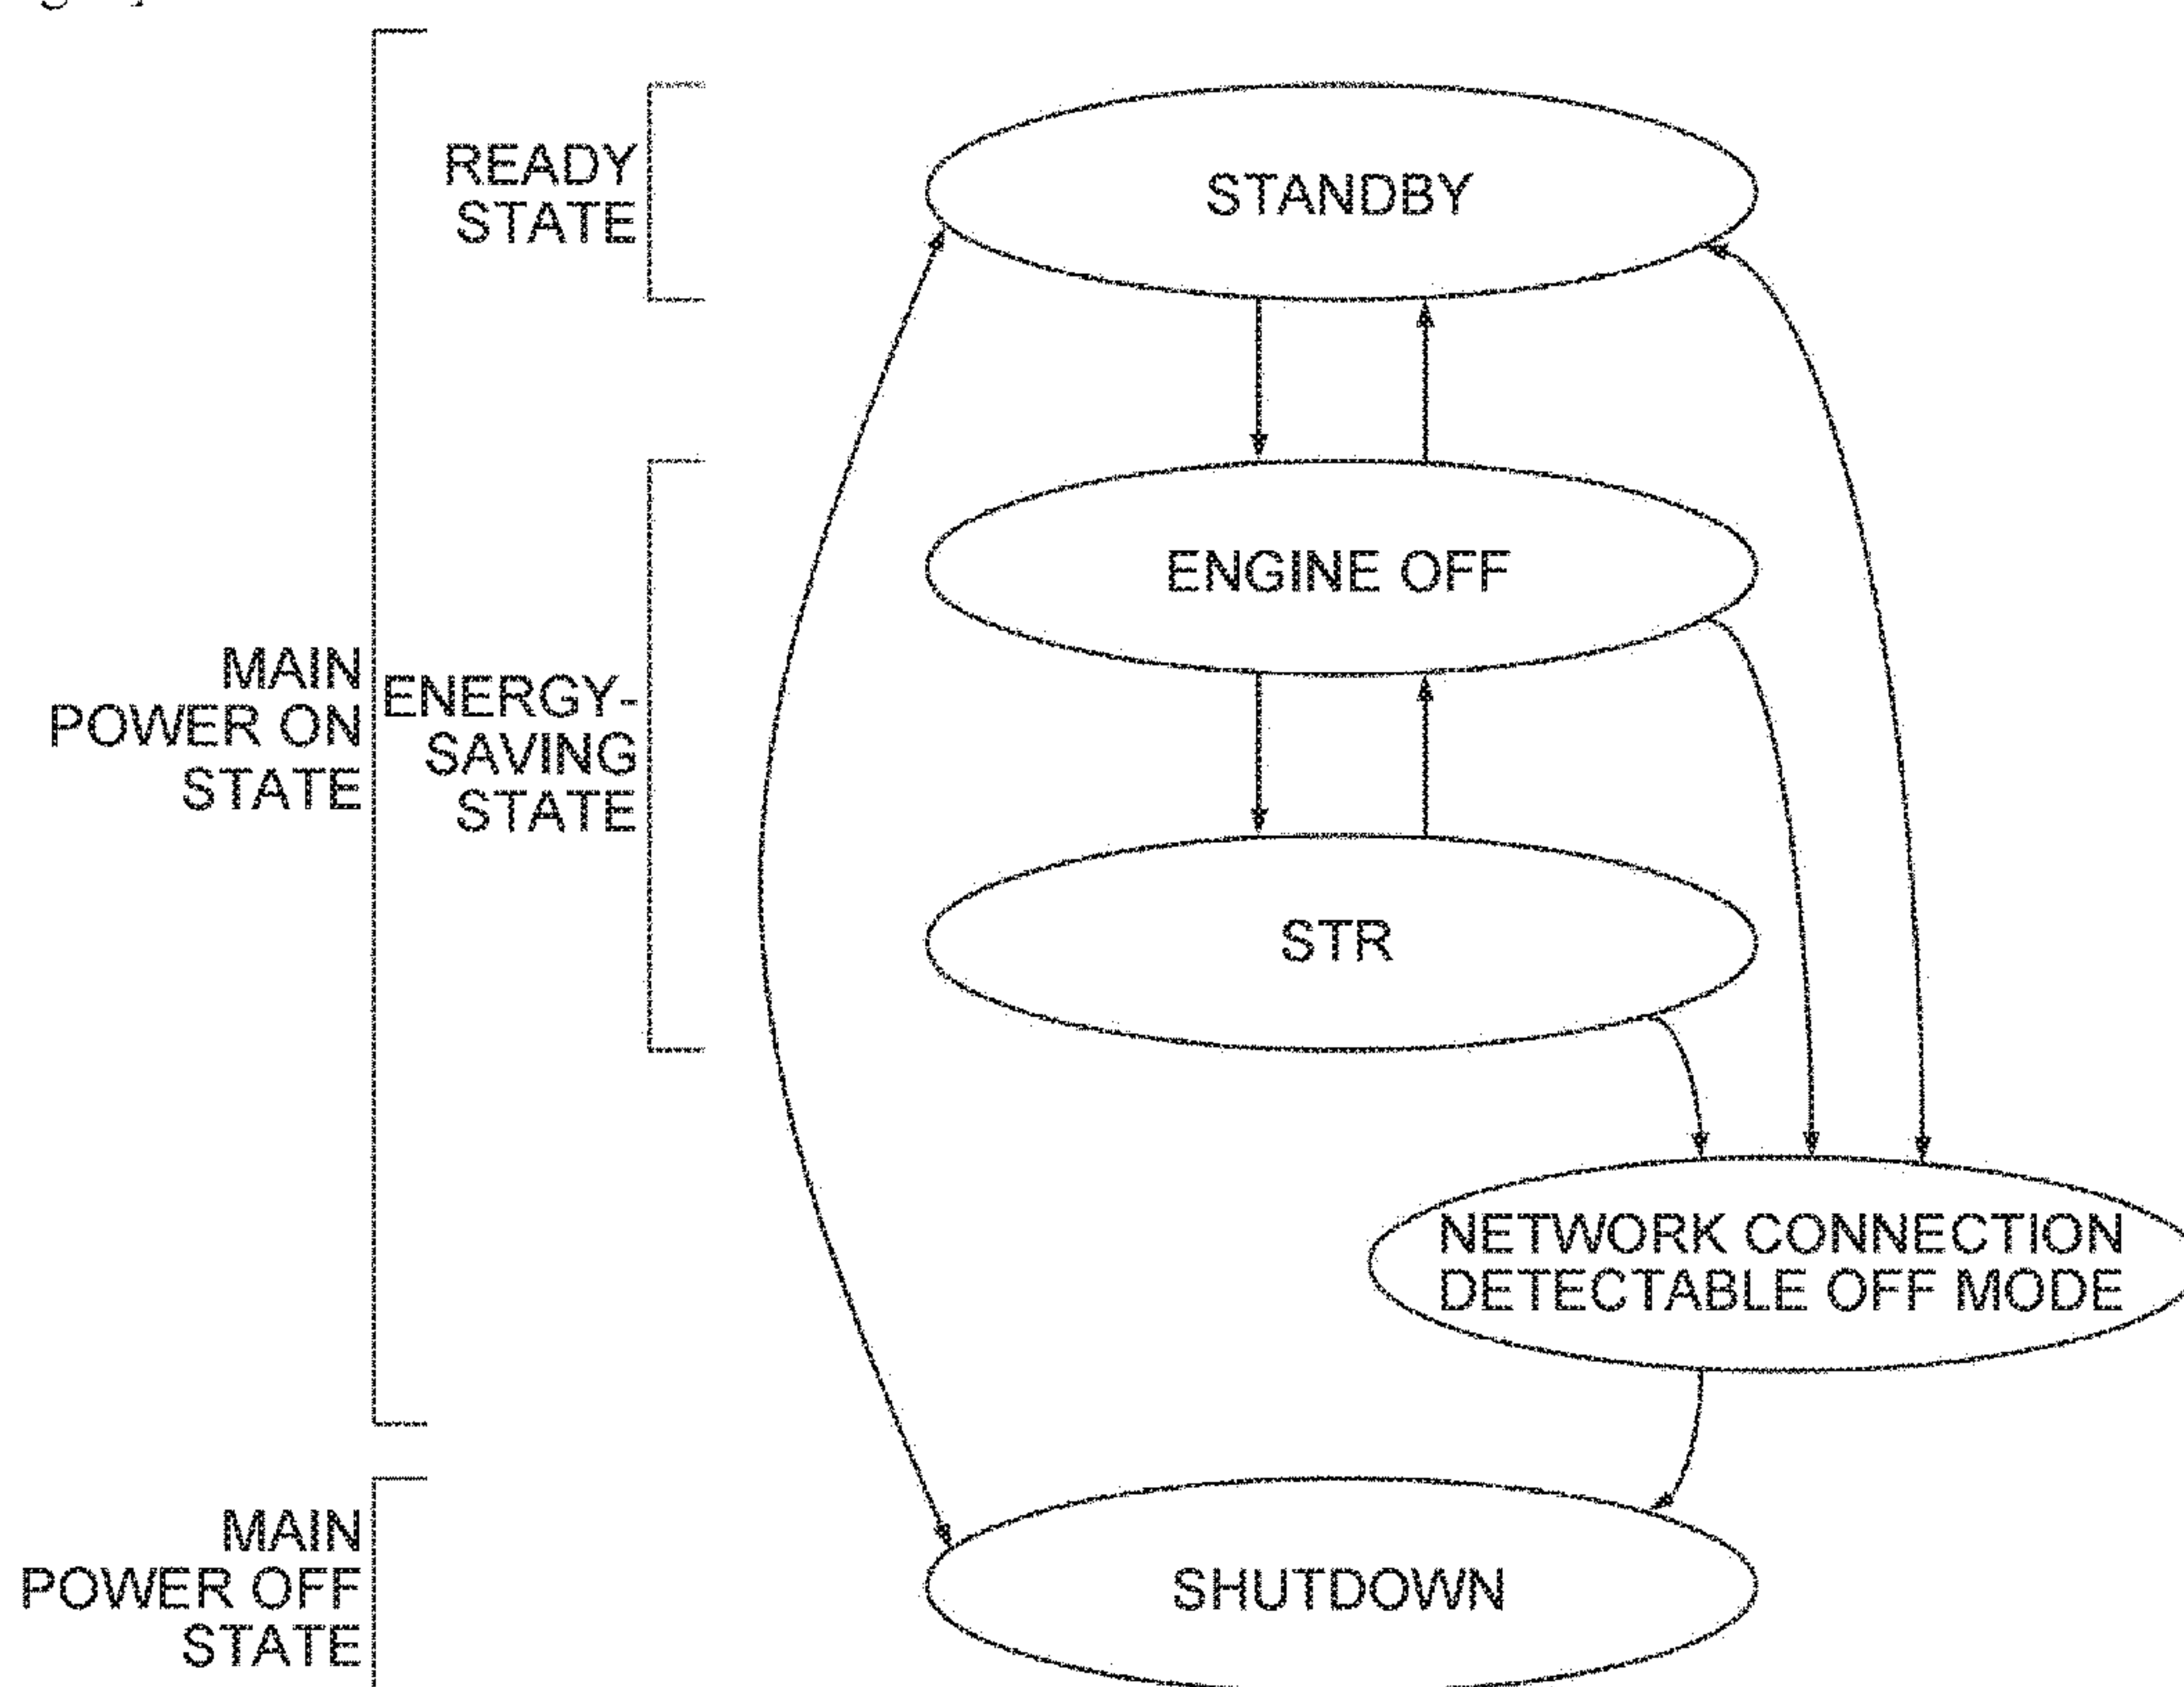 READY
STATE
STANDBY
ENGINE OFF
MAIN
POWER ON
STATE
ENERGY-
SAVING
STATE
STR
NETWORK CONNECTION
DETECTABLE OFF MODE
MAIN
POWER OFF
STATE
SHUTDOWN